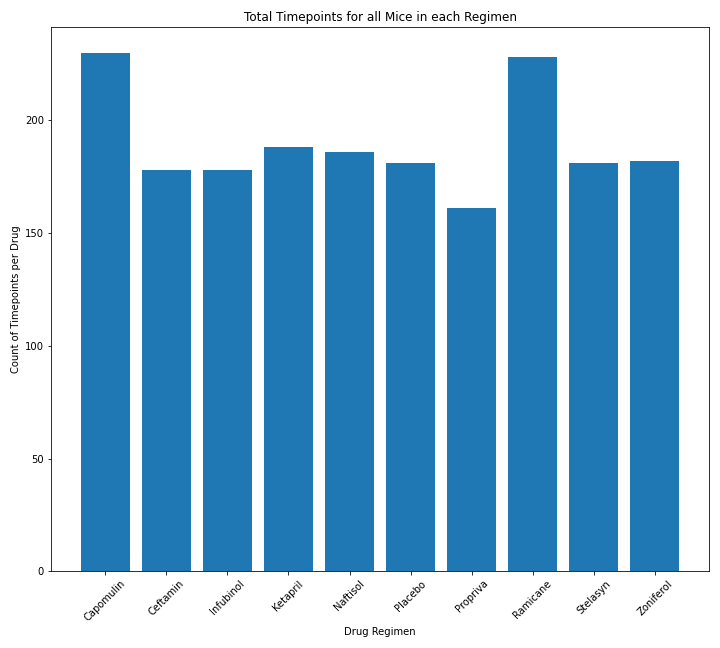 Total Timepoints for all Mice in each Regimen
Count of Timepoints per Drug
200
150
100
50
0
Capomulin
Ceftamin
Infubinol
Ketapril
Naftisol
Placebo
Propriva
Ramicane
Stelasyn
Zoniferol
Drug Regimen